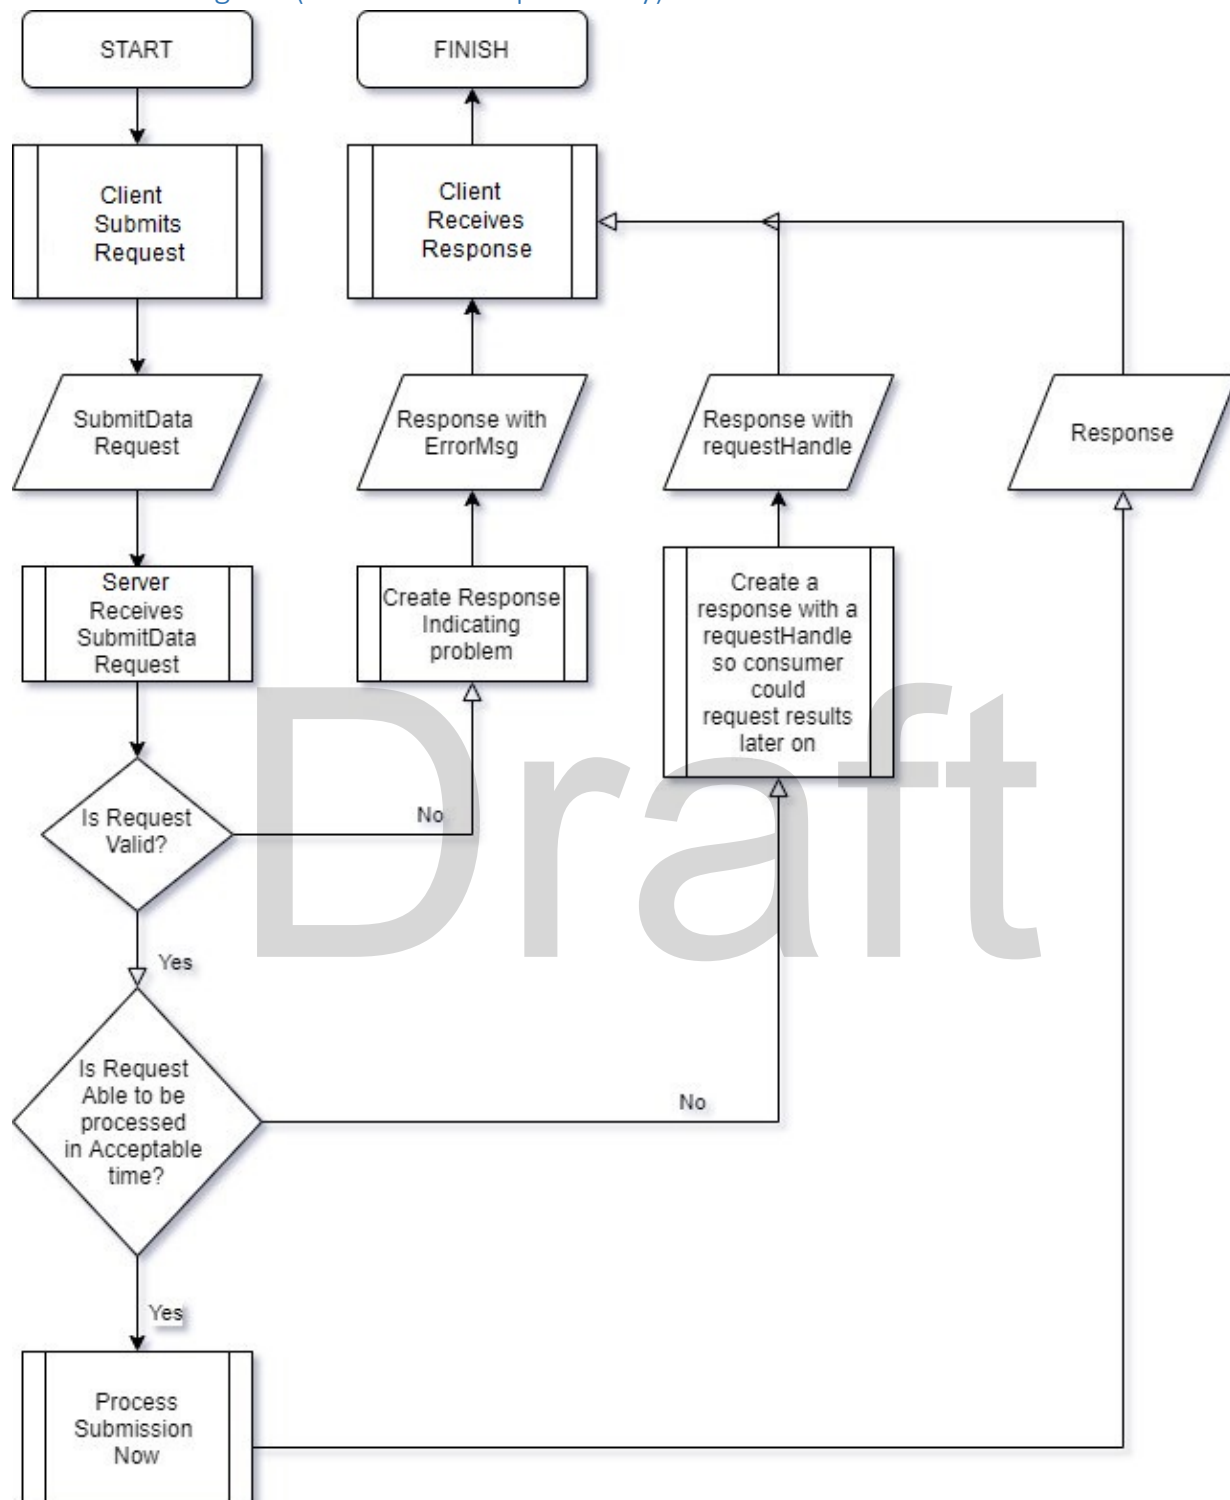 START
FINISH
Client
Submits
Request
Client
Receives
Response
SubmitData
Request
Response with
ErrorMsg
Response with
requestHandle
Response
Server
Receives
SubmitData
Request
Create Response
Indicating
problem
Create a
response with a
requestHandle
so consumer
could
request results
later on
Draft
Is Request
Valid?
No
Yes
Is Request
Able to be
processed
in Acceptable
time?
No
Yes
Process
Submission
Now